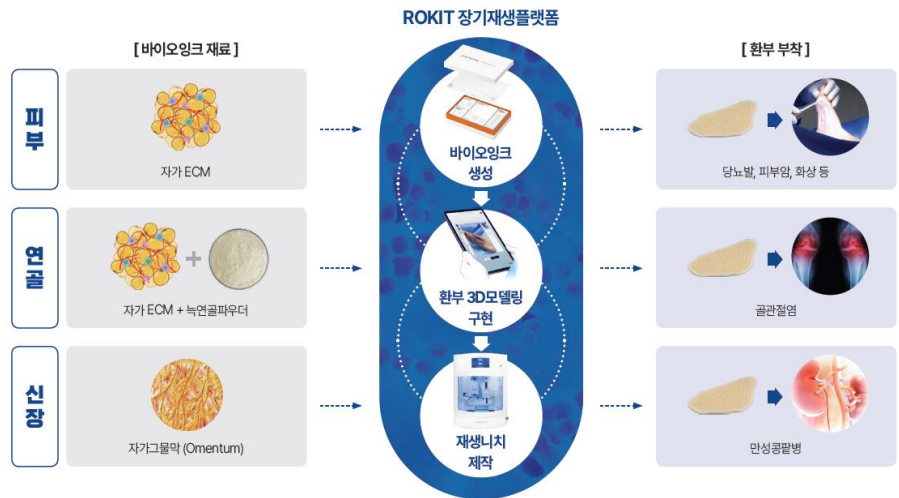 ROKIT 장기재생플랫폼
[ 바이오잉크 재료 ]
[ 환부 부착 ]
피부
자가 ECM
바이오잉크
생성
당뇨발, 피부암, 화상 등
연골
+
자가 ECM + 늑연골파우더
환부 3D모델링
구현
골관절염
신장
자가그물막 (Omentum)
재생니치
제작
만성콩팥병